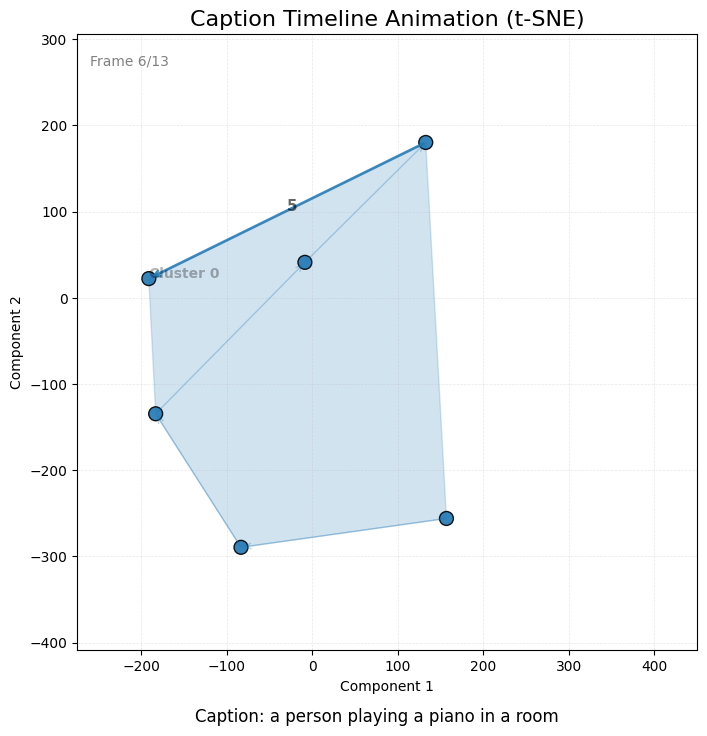 Caption Timeline Animation (t-SNE)
Frame 6/13
300
200
100
0
−100
−200
−300
−400
Component 2
5
Cluster 0
−200
−100
0
100
200
300
400
Component 1
Caption: a person playing a piano in a room